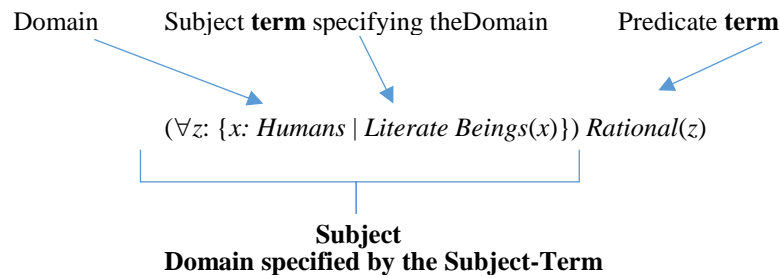 Domain Subject term specifying theDomain Predicate term
(∀z: {x: Humans | Literate Beings(x)}) Rational(z)
Subject
Domain specified by the Subject-Term